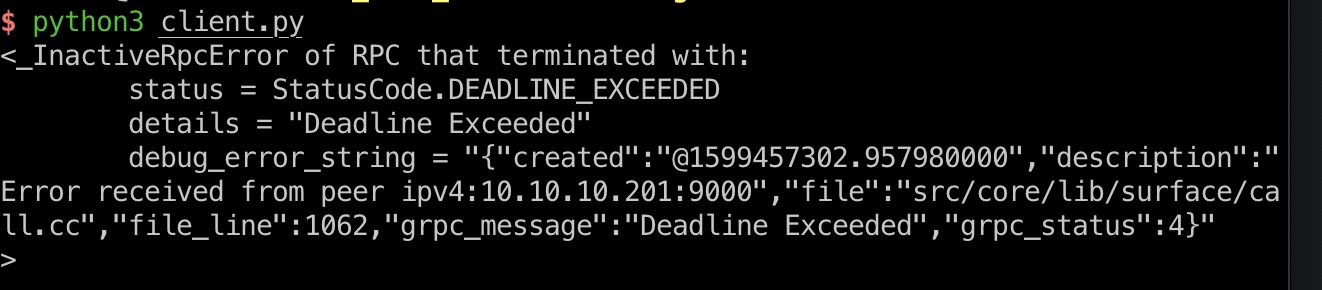 $ python3 client.py
<_InactiveRpcError of RPC that terminated with:
        status = StatusCode.DEADLINE_EXCEEDED
        details = "Deadline Exceeded"
        debug_error_string = "{"created":"@1599457302.957980000","description":"
Error received from peer ipv4:10.10.10.201:9000","file":"src/core/lib/surface/ca
ll.cc","file_line":1062,"grpc_message":"Deadline Exceeded","grpc_status":4}"
>